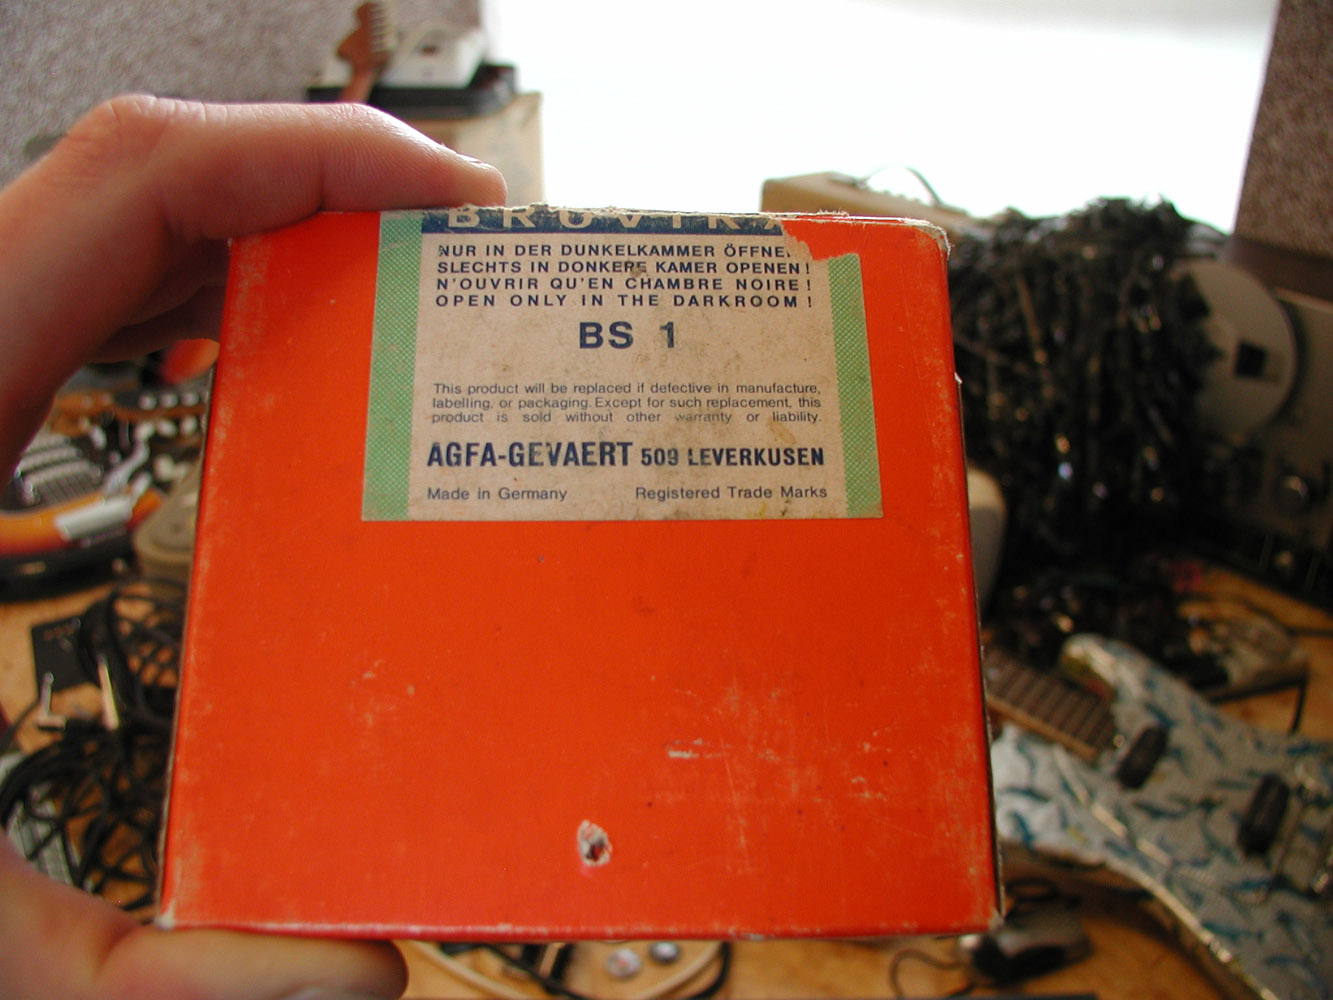 BROVIRA
NUR IN DER DUNKELKAMMER ÖFFNE
SLECHTS IN DONKERE KAMER OPENEN!
N'OUVRIR QU'EN CHAMBRE NOIRE!
OPEN ONLY IN THE DARKROOM!
BS 1
This product will be replaced if defective in manufacture,
labelling, or packaging. Except for such replacement, this
product is sold without other warranty or liability.
AGFA-GEVAERT 509 LEVERKUSEN
Made in Germany Registered Trade Marks